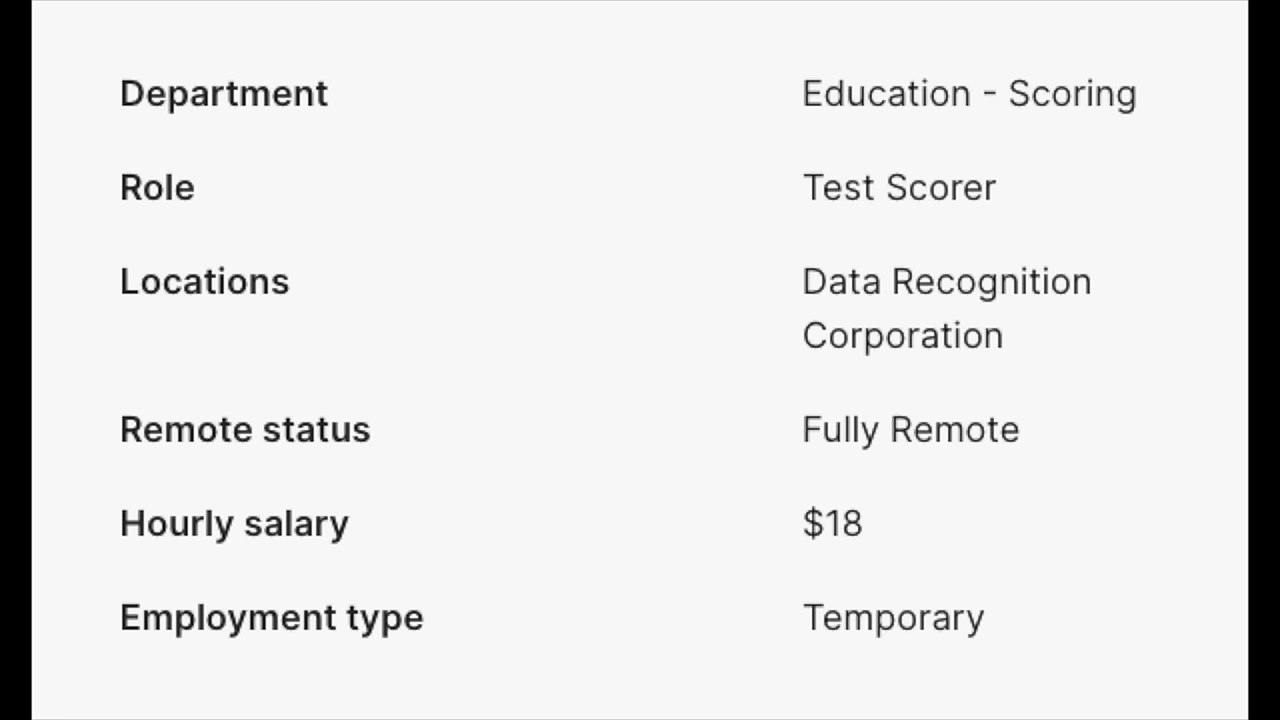 Department Education - Scoring
Role Test Scorer
Locations Data Recognition
Corporation
Remote status Fully Remote
Hourly salary $18
Employment type Temporary